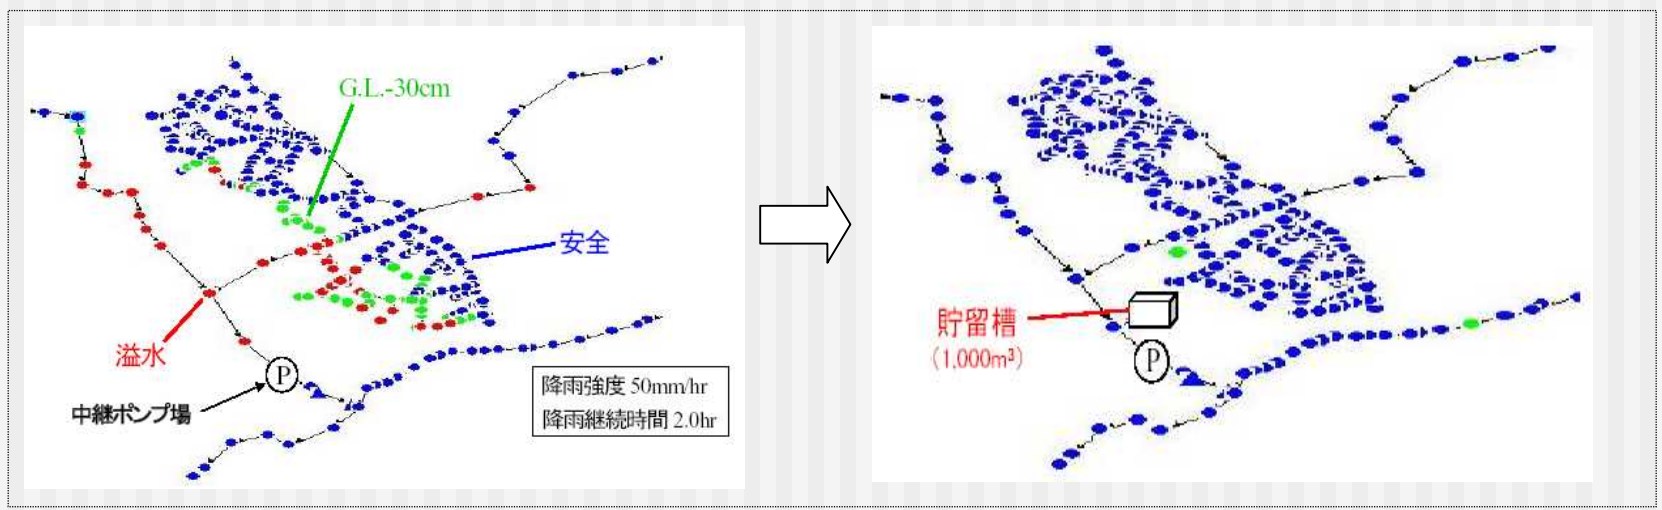 G.L.-30cm
安全
溢水
P
中継ポンプ場
降雨強度 50mm/hr
降雨継続時間 2.0hr
貯留槽
(1,000m³)
P